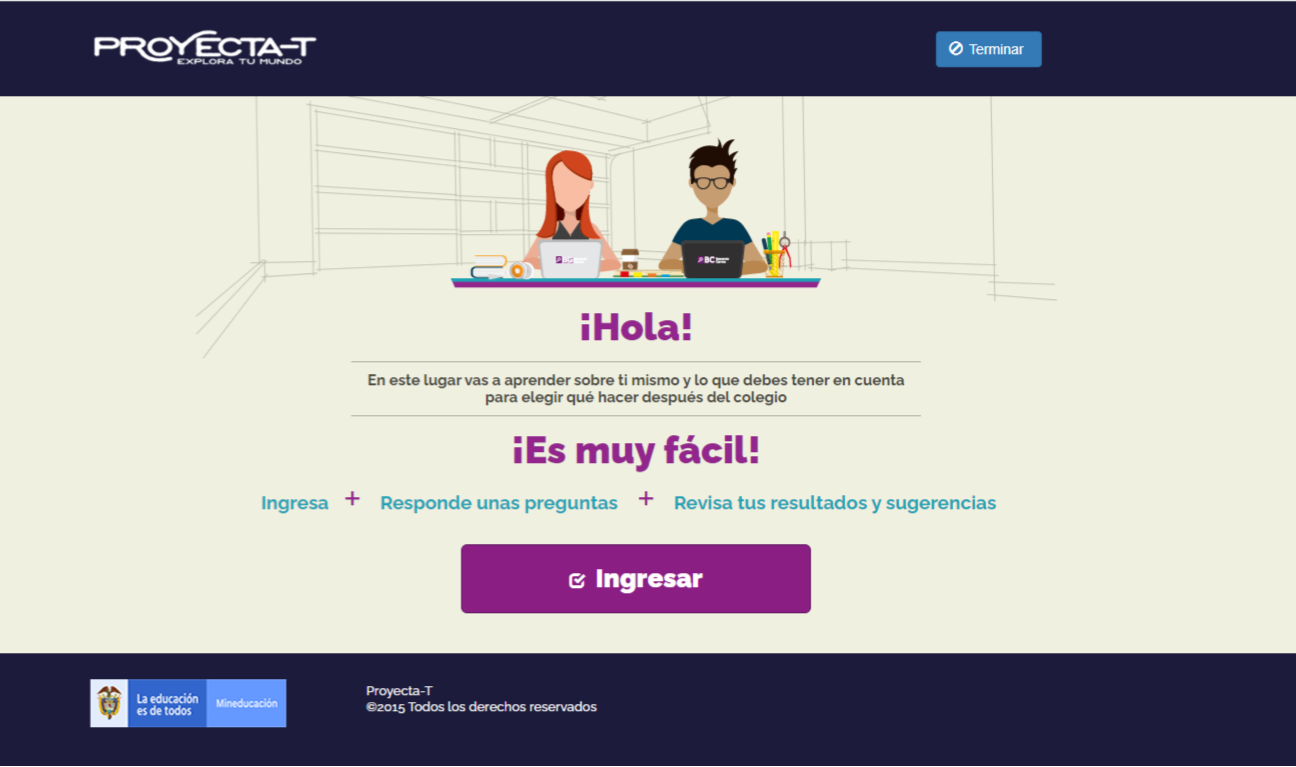 PROYECTA-T
EXPLORA TU MUNDO
Terminar
BC
¡Hola!
En este lugar vas a aprender sobre ti mismo y lo que debes tener en cuenta
para elegir qué hacer después del colegio
¡Es muy fácil!
Ingresa + Responde unas preguntas + Revisa tus resultados y sugerencias
Ingresar
La educación
es de todos
Mineducación
Proyecta-T
©2015 Todos los derechos reservados